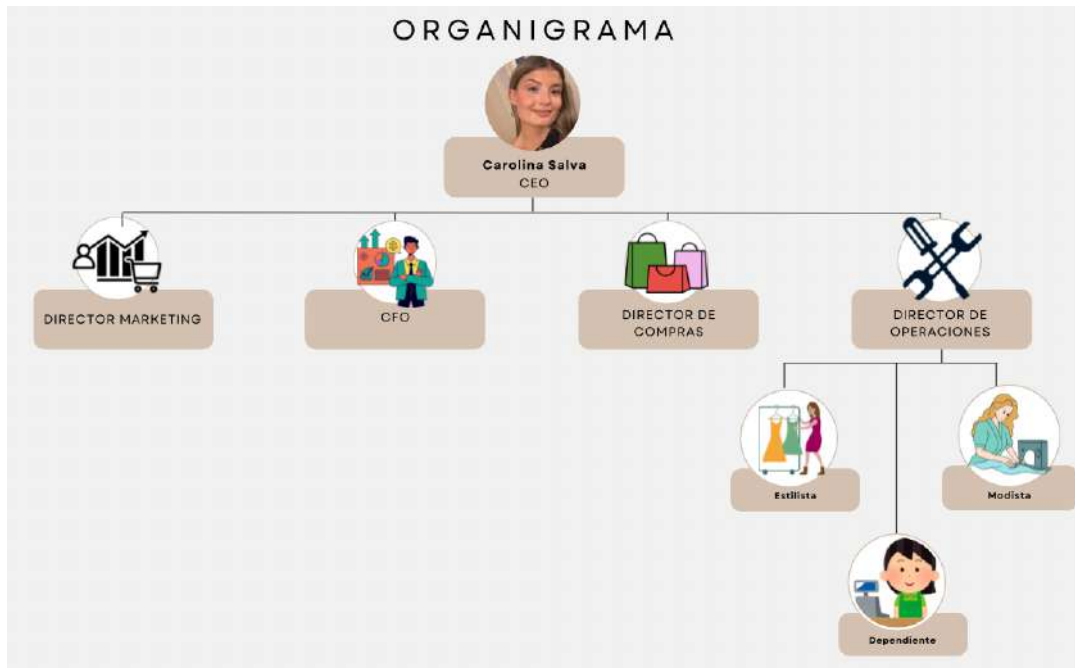 ORGANIGRAMA
Carolina Salva
CEO
DIRECTOR MARKETING
CFO
DIRECTOR DE
COMPRAS
DIRECTOR DE
OPERACIONES
Estilista
Modista
Dependiente